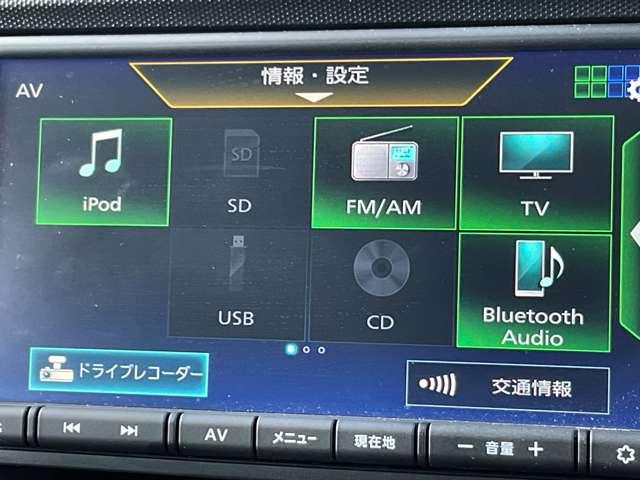 情報・設定
AV
iPod
SD
SD
FM/AM
TV
USB
CD
Bluetooth
Audio
ドライブレコーダー
交通情報
AV
メニュー
現在地
− 音量 +